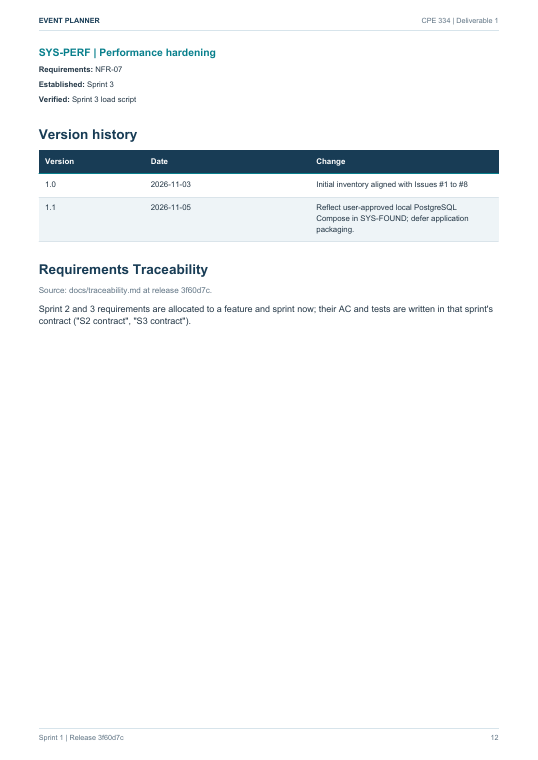 EVENT PLANNER
CPE 334 | Deliverable 1
SYS-PERF | Performance hardening
Requirements: NFR-07
Established: Sprint 3
Verified: Sprint 3 load script
Version history
Version Date Change
1.0 2026-11-03 Initial inventory aligned with Issues #1 to #8
1.1 2026-11-05 Reflect user-approved local PostgreSQL
Compose in SYS-FOUND; defer application
packaging.
Requirements Traceability
Source: docs/traceability.md at release 3f60d7c.
Sprint 2 and 3 requirements are allocated to a feature and sprint now; their AC and tests are written in that sprint's
contract ("S2 contract", "S3 contract").
Sprint 1 | Release 3f60d7c
12